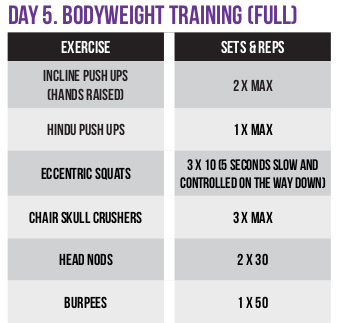 DAY 5. BODYWEIGHT TRAINING (FULL)
EXERCISE
SETS & REPS
INCLINE PUSH UPS
(HANDS RAISED)
2 X MAX
HINDU PUSH UPS
1 X MAX
ECCENTRIC SQUATS
3 X 10 (5 SECONDS SLOW AND
CONTROLLED ON THE WAY DOWN)
CHAIR SKULL CRUSHERS
3 X MAX
HEAD NODS
2 X 30
BURPEES
1 X 50